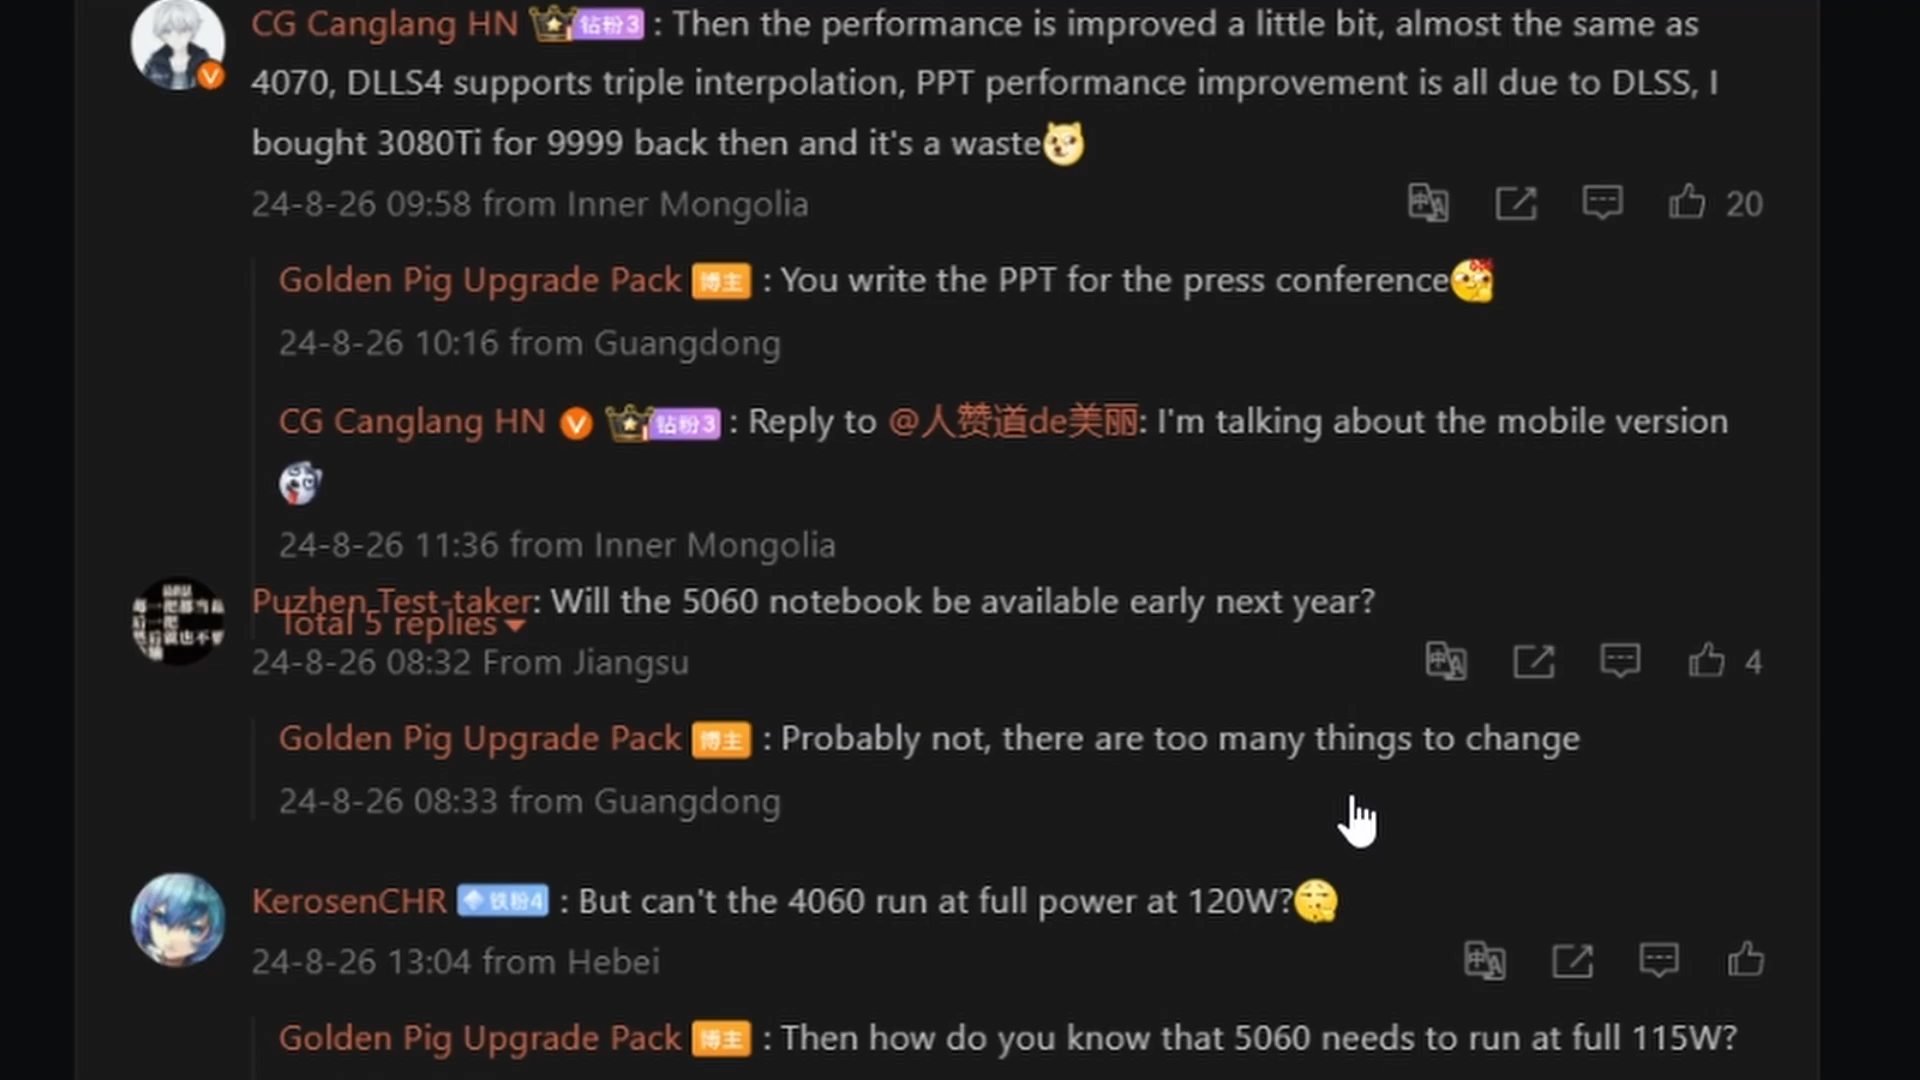 CG Canglang HN 钻粉3 : Then the performance is improved a little bit, almost the same as
4070, DLLS4 supports triple interpolation, PPT performance improvement is all due to DLSS, I
bought 3080Ti for 9999 back then and it's a waste
24-8-26 09:58 from Inner Mongolia 20
Golden Pig Upgrade Pack 博主 : You write the PPT for the press conference
24-8-26 10:16 from Guangdong
CG Canglang HN V 钻粉3 : Reply to @人赞道de美丽: I'm talking about the mobile version
24-8-26 11:36 from Inner Mongolia
Puzhen Test-taker: Will the 5060 notebook be available early next year?
Total 5 replies
24-8-26 08:32 From Jiangsu 4
Golden Pig Upgrade Pack 博主 : Probably not, there are too many things to change
24-8-26 08:33 from Guangdong
KerosenCHR 铁粉4 : But can't the 4060 run at full power at 120W?
24-8-26 13:04 from Hebei
Golden Pig Upgrade Pack 博主 : Then how do you know that 5060 needs to run at full 115W?